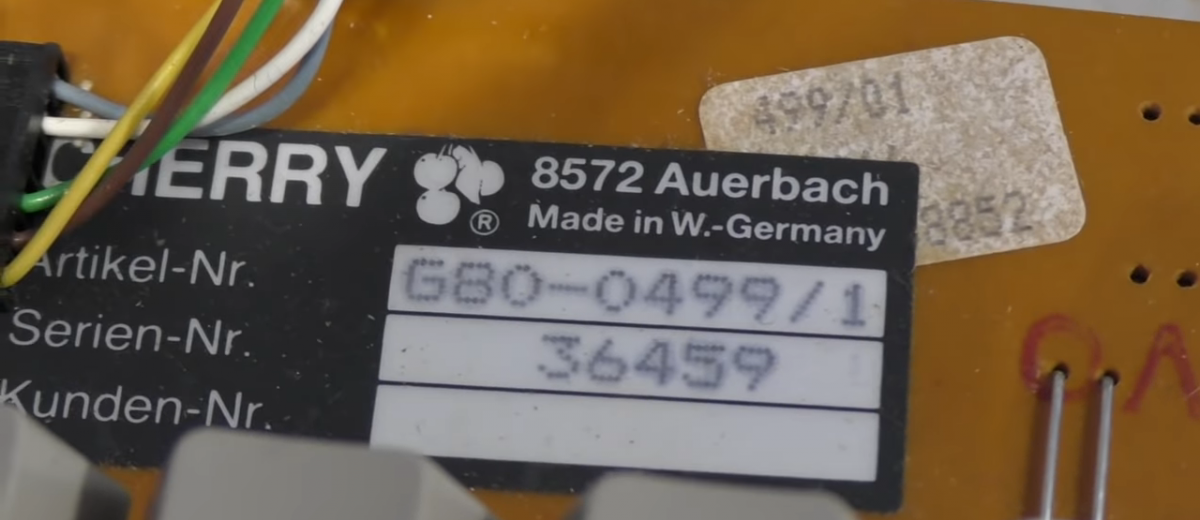 499/01
8852
CHERRY ® 8572 Auerbach
Made in W.-Germany
Artikel-Nr. G80-0499/1
Serien-Nr. 36459
Kunden-Nr.